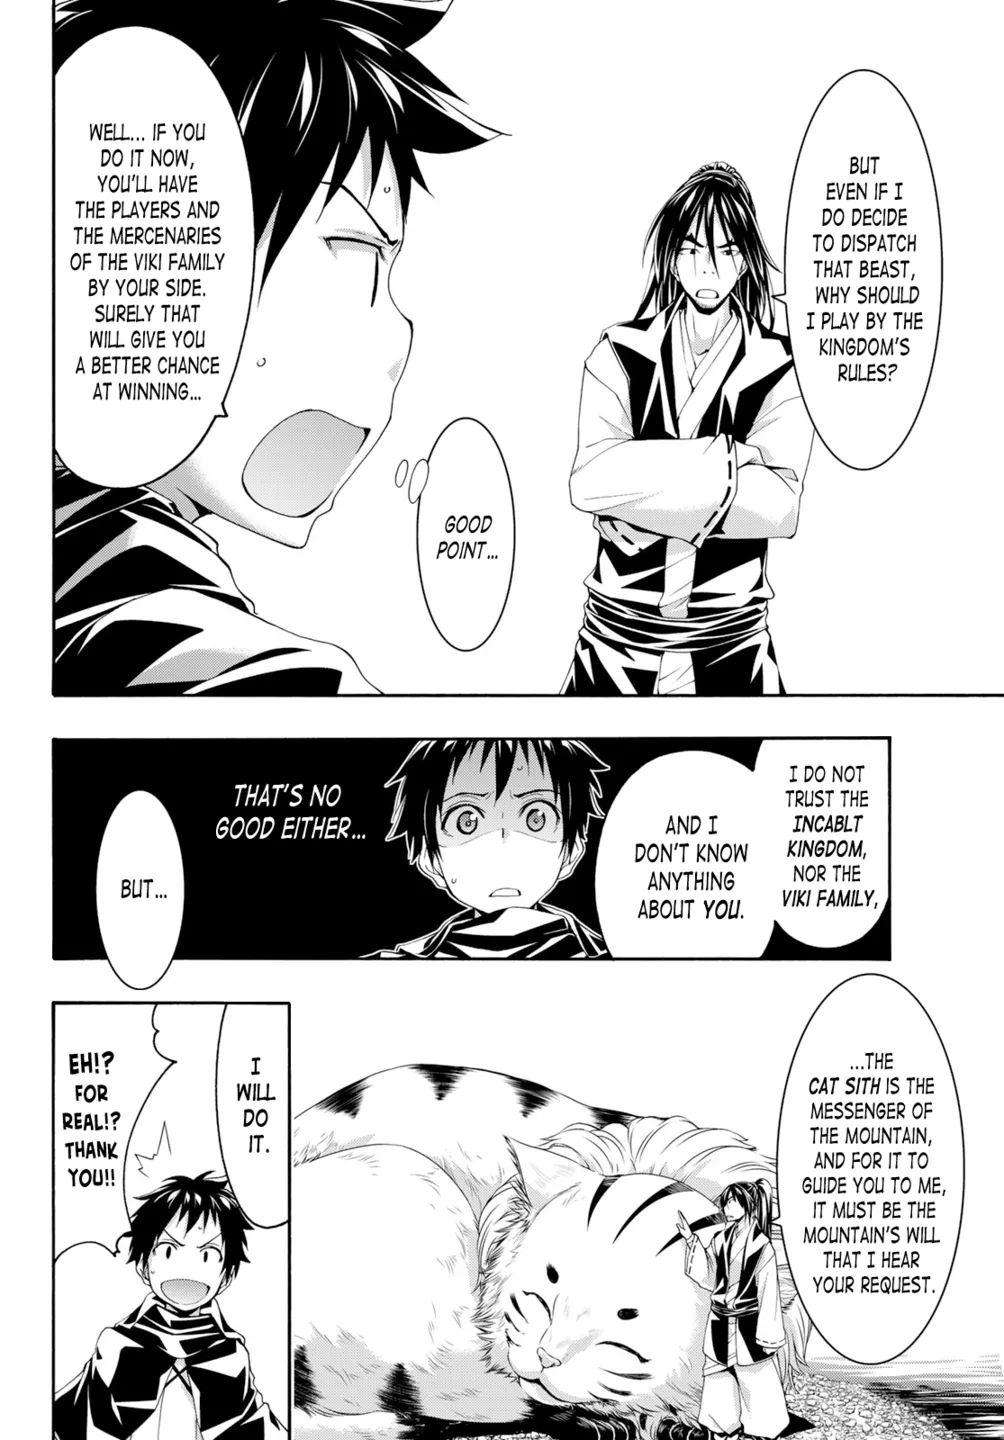 BUT
EVEN IF I
DO DECIDE
TO DISPATCH
THAT BEAST,
WHY SHOULD
I PLAY BY THE
KINGDOM'S
RULES?
GOOD
POINT...
WELL... IF YOU
DO IT NOW,
YOU'LL HAVE
THE PLAYERS AND
THE MERCENARIES
OF THE VIKI FAMILY
BY YOUR SIDE.
SURELY THAT
WILL GIVE YOU
A BETTER CHANCE
AT WINNING...
I DO NOT
TRUST THE
INCABLT
KINGDOM,
NOR THE
VIKI FAMILY,
AND I
DON'T KNOW
ANYTHING
ABOUT YOU.
THAT'S NO
GOOD EITHER...
BUT...
...THE
CAT SITH IS THE
MESSENGER OF
THE MOUNTAIN,
AND FOR IT TO
GUIDE YOU TO ME,
IT MUST BE THE
MOUNTAIN'S WILL
THAT I HEAR
YOUR REQUEST.
I
WILL
DO
IT.
EH!?
FOR
REAL!?
THANK
YOU!!